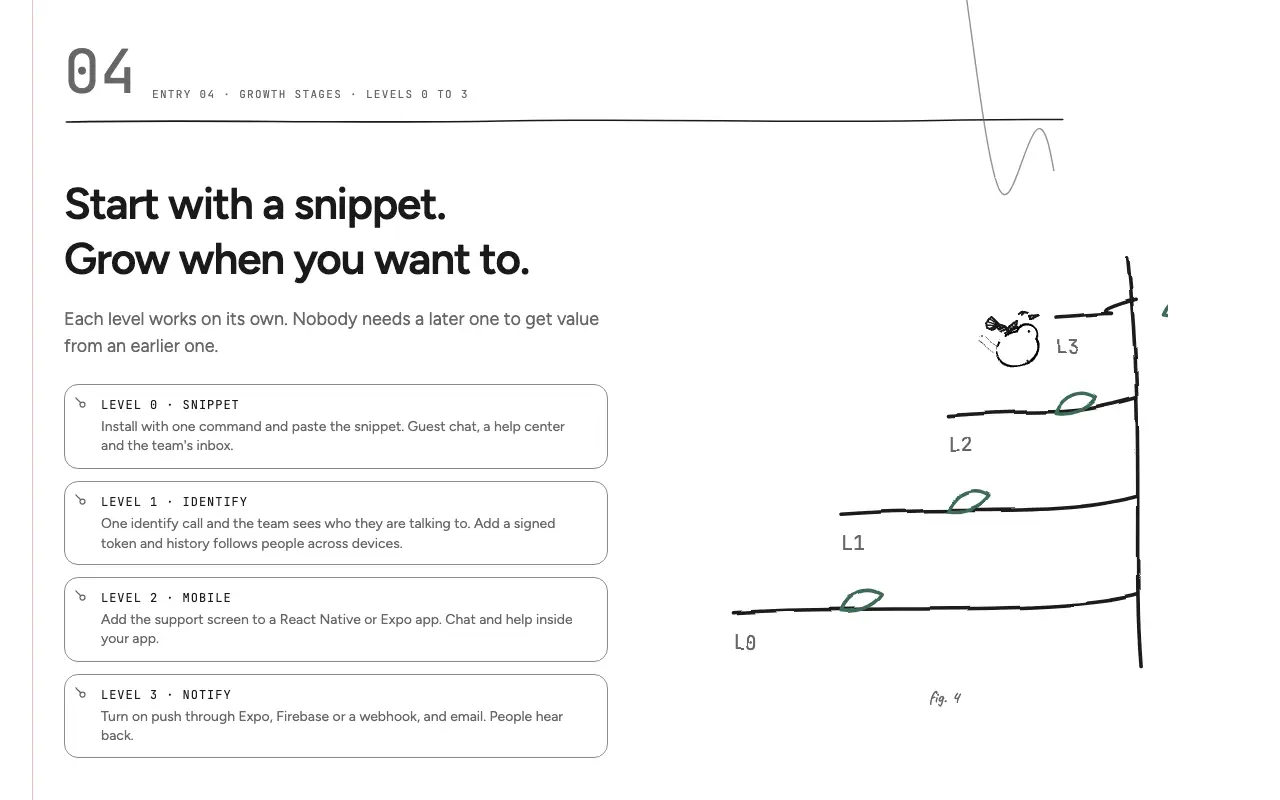 04
ENTRY 04 · GROWTH STAGES · LEVELS 0 TO 3
Start with a snippet.
Grow when you want to.
Each level works on its own. Nobody needs a later one to get value
from an earlier one.
LEVEL 0 · SNIPPET
Install with one command and paste the snippet. Guest chat, a help center
and the team's inbox.
LEVEL 1 · IDENTIFY
One identify call and the team sees who they are talking to. Add a signed
token and history follows people across devices.
LEVEL 2 · MOBILE
Add the support screen to a React Native or Expo app. Chat and help inside
your app.
LEVEL 3 · NOTIFY
Turn on push through Expo, Firebase or a webhook, and email. People hear
back.
L3
L2
L1
L0
fig. 4